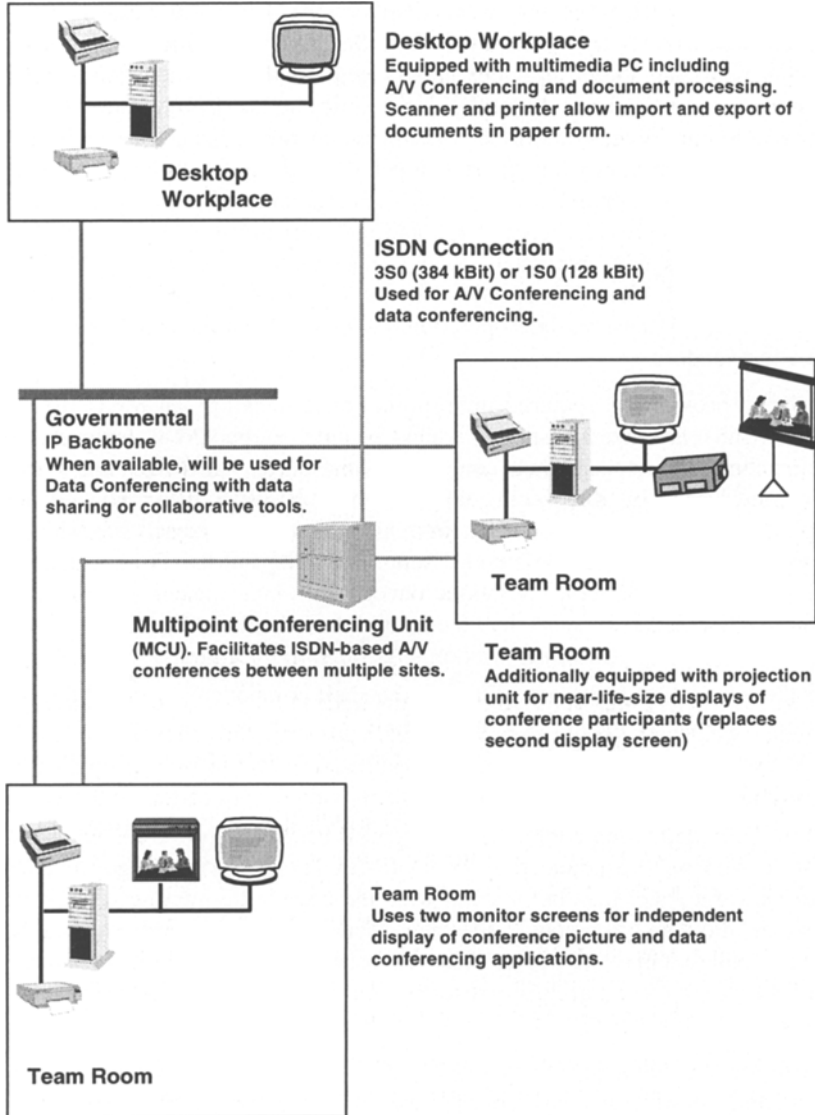 Desktop Workplace
Equipped with multimedia PC including
A/V Conferencing and document processing.
Scanner and printer allow import and export of
documents in paper form.
Desktop
Workplace
ISDN Connection
3S0 (384 kBit) or 1S0 (128 kBit)
Used for A/V Conferencing and
data conferencing.
Governmental
IP Backbone
When available, will be used for
Data Conferencing with data
sharing or collaborative tools.
Team Room
Multipoint Conferencing Unit
(MCU). Facilitates ISDN-based A/V
conferences between multiple sites.
Team Room
Additionally equipped with projection
unit for near-life-size displays of
conference participants (replaces
second display screen)
Team Room
Uses two monitor screens for independent
display of conference picture and data
conferencing applications.
Team Room